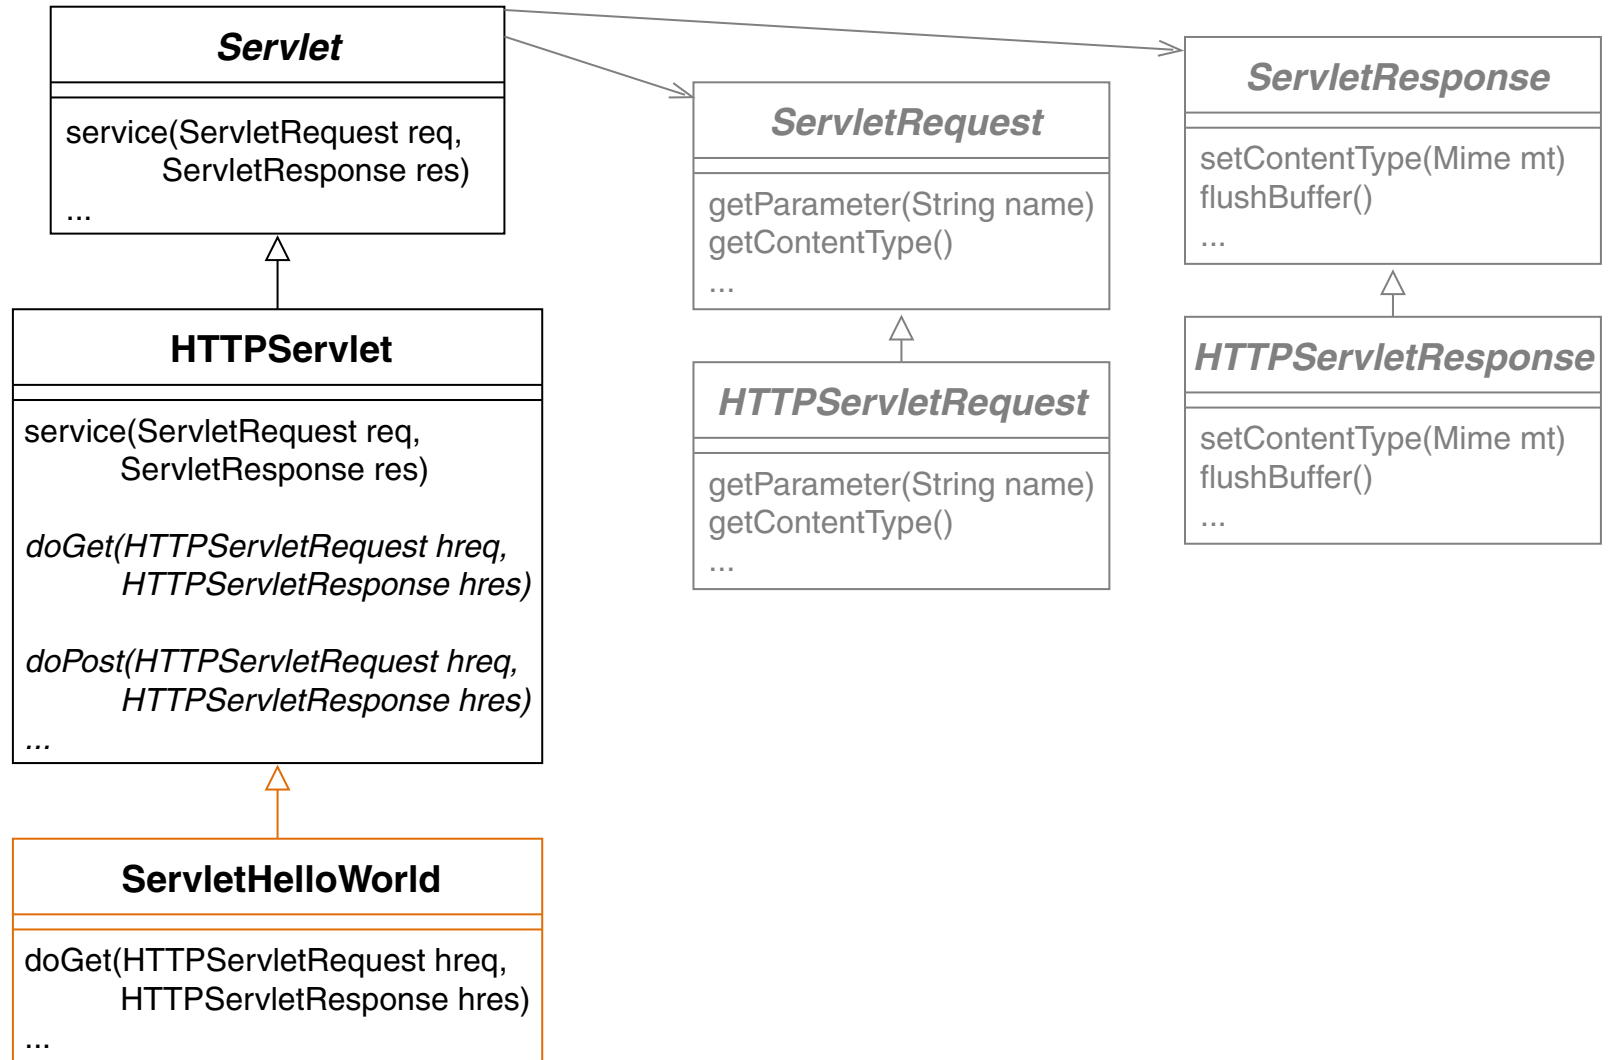 Servlet
service(ServletRequest req,
ServletResponse res)
...
HTTPServlet
service(ServletRequest req,
ServletResponse res)
doGet(HTTPServletRequest hreq,
HTTPServletResponse hres)
doPost(HTTPServletRequest hreq,
HTTPServletResponse hres)
...
ServletHelloWorld
doGet(HTTPServletRequest hreq,
HTTPServletResponse hres)
...
ServletRequest
getParameter(String name)
getContentType()
...
HTTPServletRequest
getParameter(String name)
getContentType()
...
ServletResponse
setContentType(Mime mt)
flushBuffer()
...
HTTPServletResponse
setContentType(Mime mt)
flushBuffer()
...